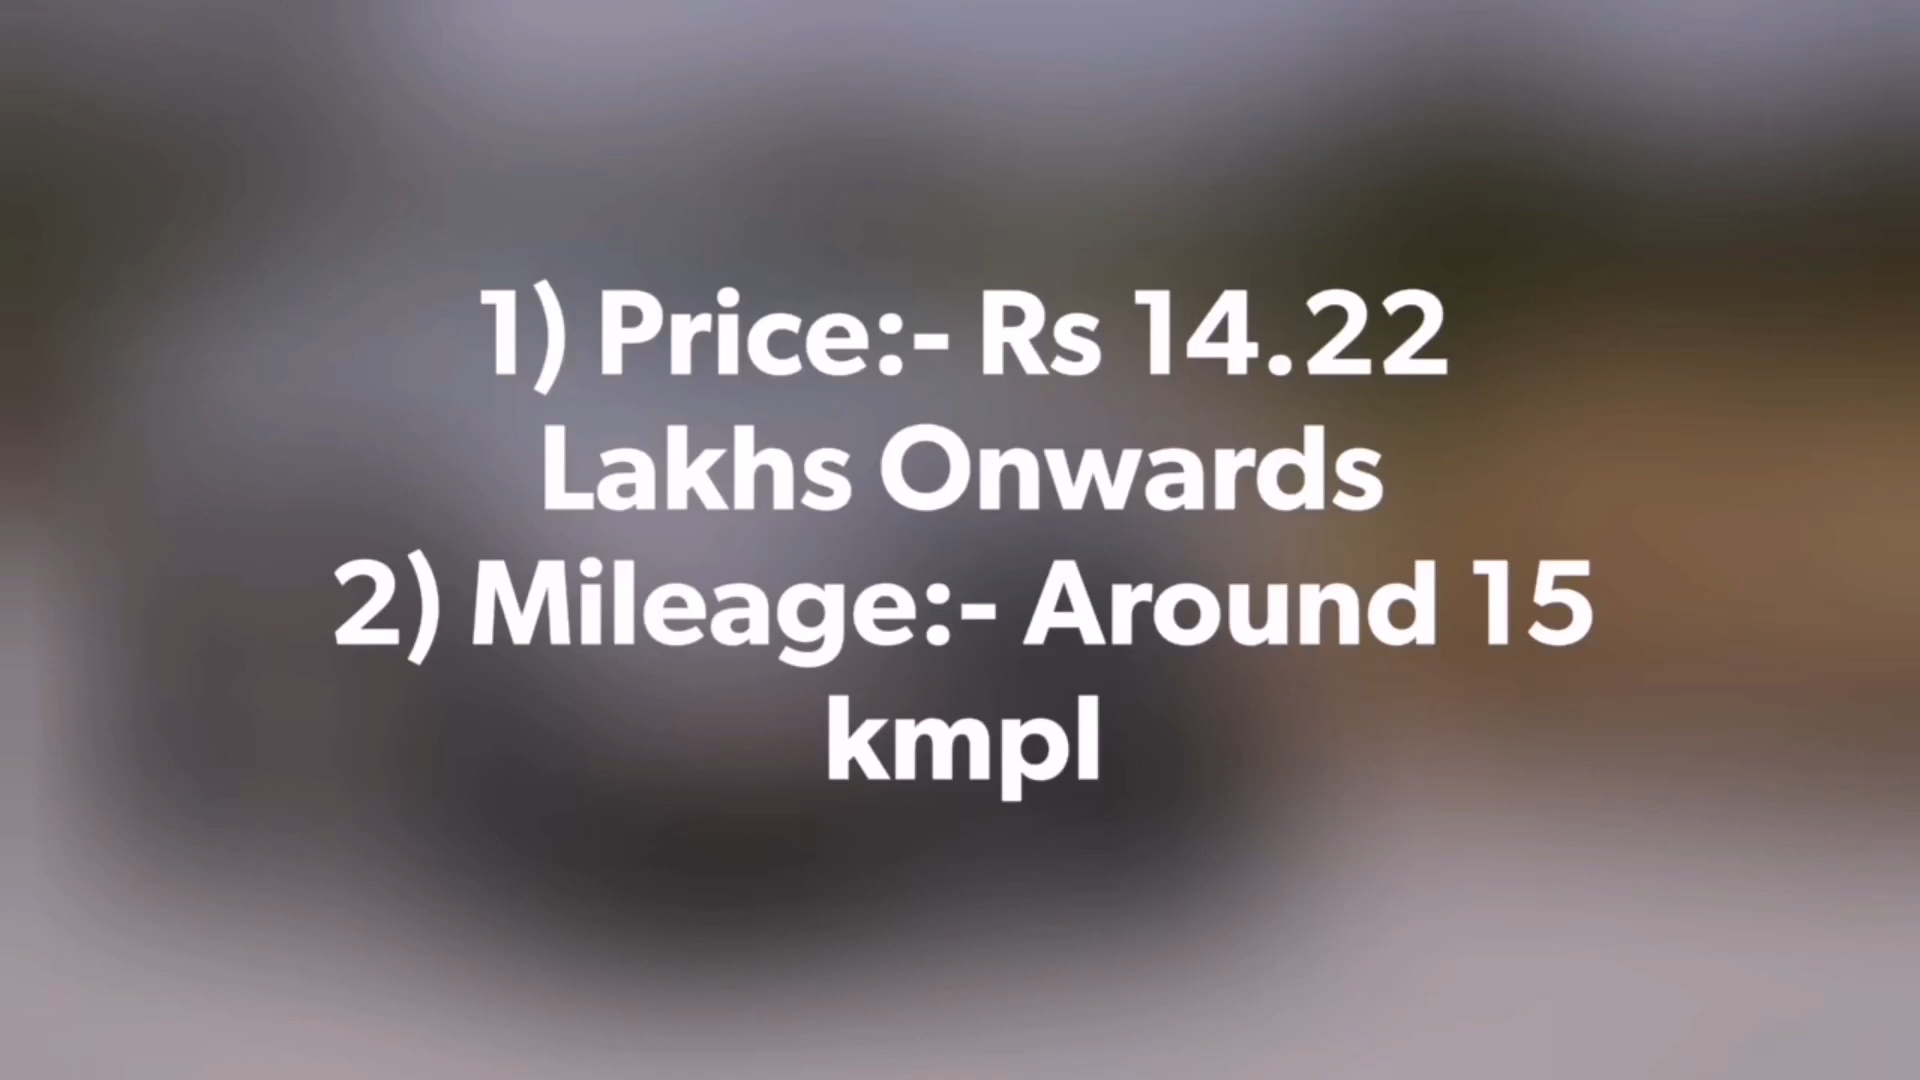 1) Price:- Rs 14.22
Lakhs Onwards
2) Mileage:- Around 15
kmpl